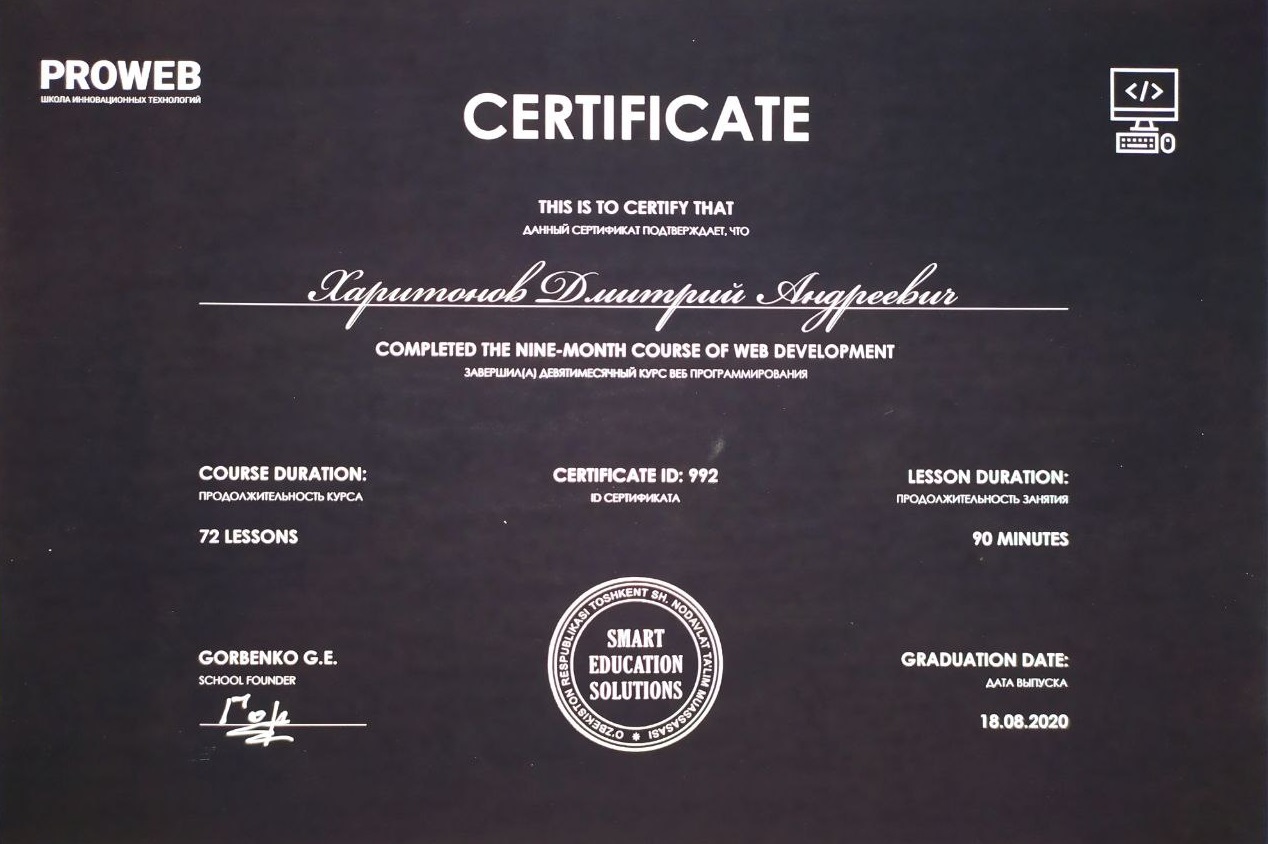 PROWEB
ШКОЛА ИННОВАЦИОННЫХ ТЕХНОЛОГИЙ
</>
CERTIFICATE
THIS IS TO CERTIFY THAT
ДАННЫЙ СЕРТИФИКАТ ПОДТВЕРЖДАЕТ, ЧТО
Харитонов Дмитрий Андреевич
COMPLETED THE NINE-MONTH COURSE OF WEB DEVELOPMENT
ЗАВЕРШИЛ(А) ДЕВЯТИМЕСЯЧНЫЙ КУРС ВЕБ ПРОГРАММИРОВАНИЯ
COURSE DURATION:
ПРОДОЛЖИТЕЛЬНОСТЬ КУРСА
72 LESSONS
CERTIFICATE ID: 992
ID СЕРТИФИКАТА
LESSON DURATION:
ПРОДОЛЖИТЕЛЬНОСТЬ ЗАНЯТИЯ
90 MINUTES
GORBENKO G.E.
SCHOOL FOUNDER
O'ZBEKISTON RESPUBLIKASI TOSHKENT SH. NODAVLAT TA'LIM MUASSASASI
SMART
EDUCATION
SOLUTIONS
GRADUATION DATE:
ДАТА ВЫПУСКА
18.08.2020